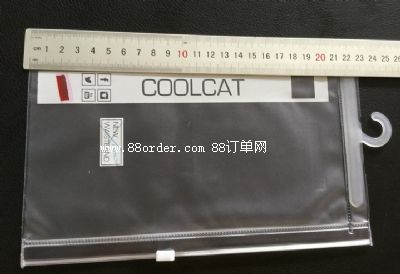 cm 1 2 3 4 5 6 7 8 9 10 11 12 13 14 15 16 17 18 19 20 21 22 23 24 25 26
COOLCAT
NEW
www.88order.com 88订单网